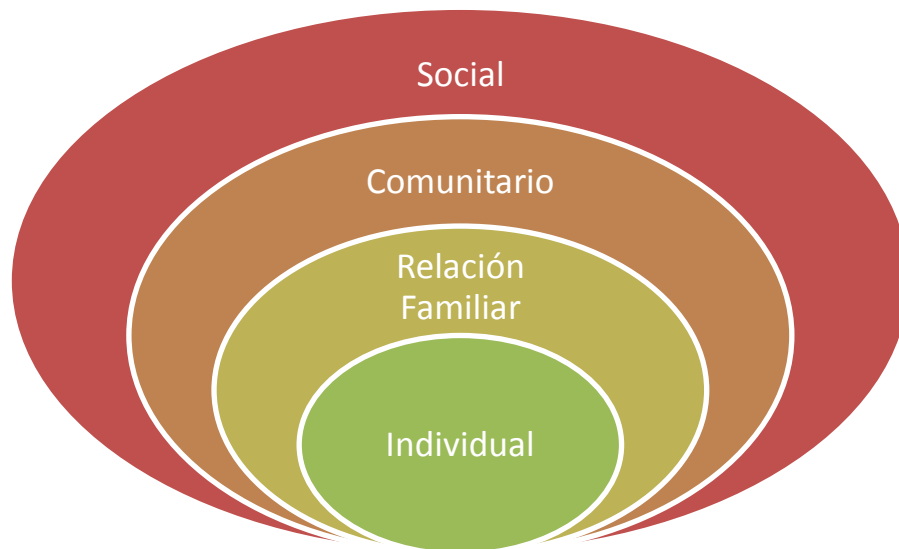 Social
Comunitario
Relación
Familiar
Individual